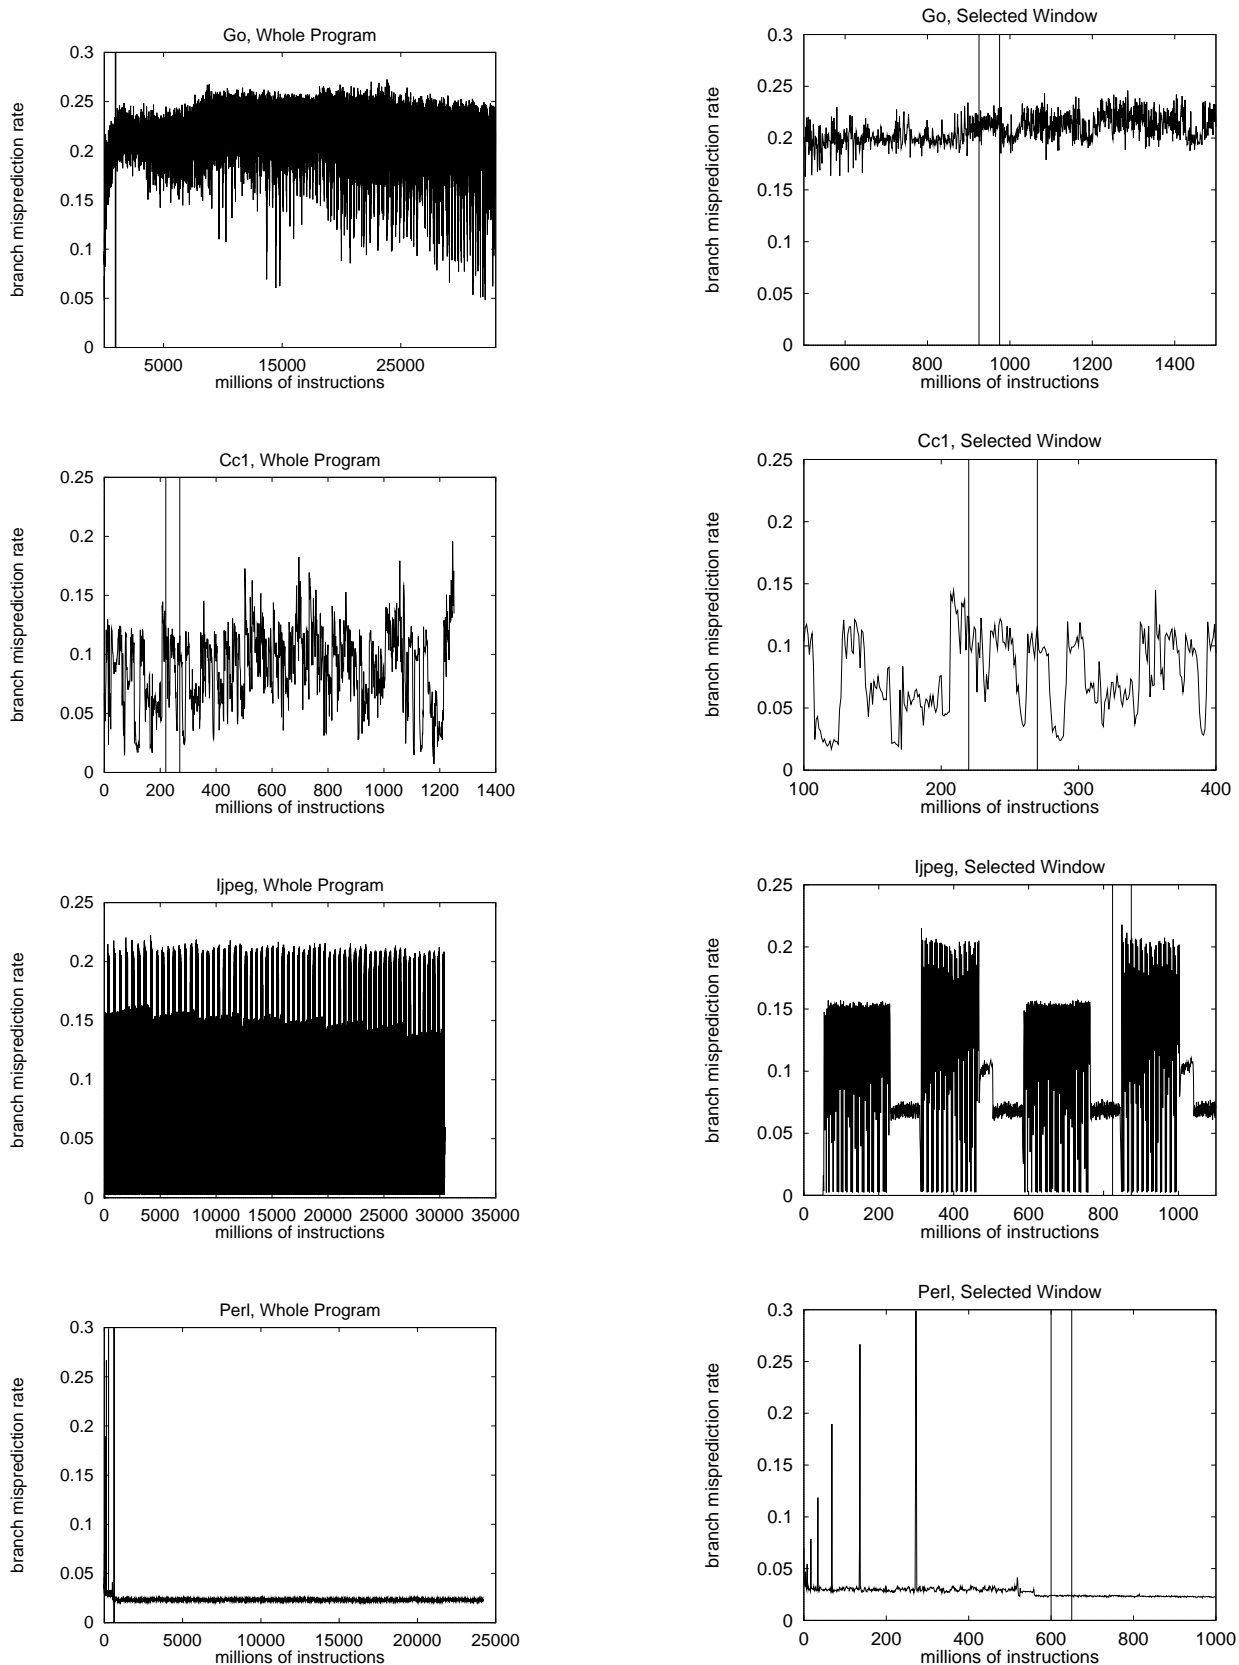 Go, Whole Program
0.3
0.25
0.2
0.15
0.1
0.05
0
branch misprediction rate
5000 15000 25000
millions of instructions
Go, Selected Window
0.3
0.25
0.2
0.15
0.1
0.05
0
branch misprediction rate
600 800 1000 1200 1400
millions of instructions
Cc1, Whole Program
0.25
0.2
0.15
0.1
0.05
0
branch misprediction rate
0 200 400 600 800 1000 1200 1400
millions of instructions
Cc1, Selected Window
0.25
0.2
0.15
0.1
0.05
0
branch misprediction rate
100 200 300 400
millions of instructions
Ijpeg, Whole Program
0.25
0.2
0.15
0.1
0.05
0
branch misprediction rate
0 5000 10000 15000 20000 25000 30000 35000
millions of instructions
Ijpeg, Selected Window
0.25
0.2
0.15
0.1
0.05
0
branch misprediction rate
0 200 400 600 800 1000
millions of instructions
Perl, Whole Program
0.3
0.25
0.2
0.15
0.1
0.05
0
branch misprediction rate
0 5000 10000 15000 20000 25000
millions of instructions
Perl, Selected Window
0.3
0.25
0.2
0.15
0.1
0.05
0
branch misprediction rate
0 200 400 600 800 1000
millions of instructions